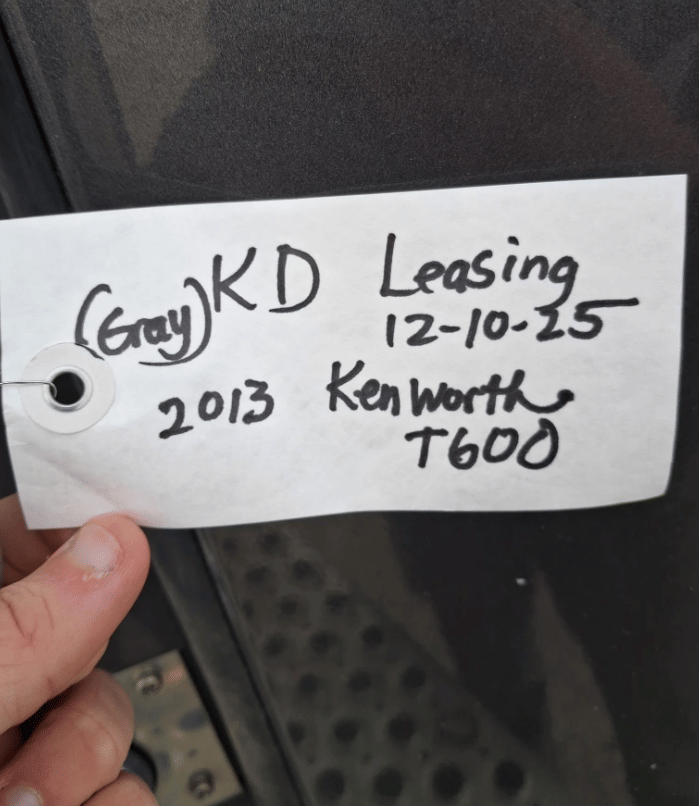 (Gray) KD Leasing
12-10-25
2013 Kenworth
T600